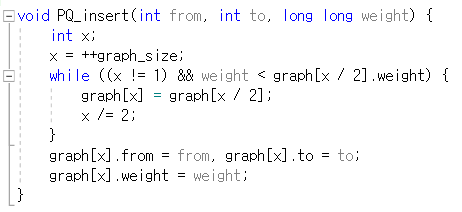 void PQ_insert(int from, int to, long long weight) {
    int x;
    x = ++graph_size;
    while ((x != 1) && weight < graph[x / 2].weight) {
        graph[x] = graph[x / 2];
        x /= 2;
    }
    graph[x].from = from, graph[x].to = to;
    graph[x].weight = weight;
}